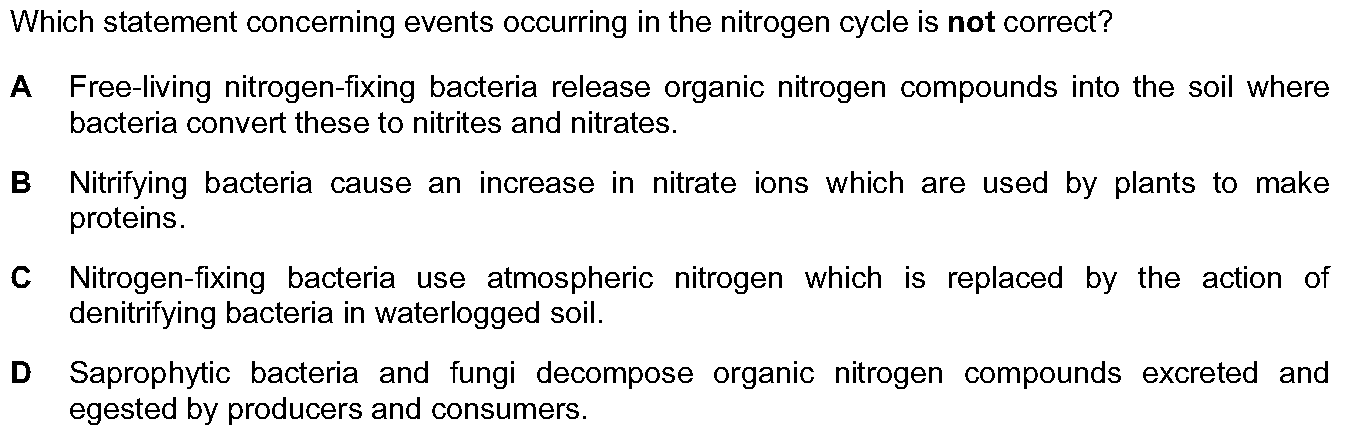 Which statement concerning events occurring in the nitrogen cycle is not correct?
A Free-living nitrogen-fixing bacteria release organic nitrogen compounds into the soil where
bacteria convert these to nitrites and nitrates.
B Nitrifying bacteria cause an increase in nitrate ions which are used by plants to make
proteins.
C Nitrogen-fixing bacteria use atmospheric nitrogen which is replaced by the action of
denitrifying bacteria in waterlogged soil.
D Saprophytic bacteria and fungi decompose organic nitrogen compounds excreted and
egested by producers and consumers.